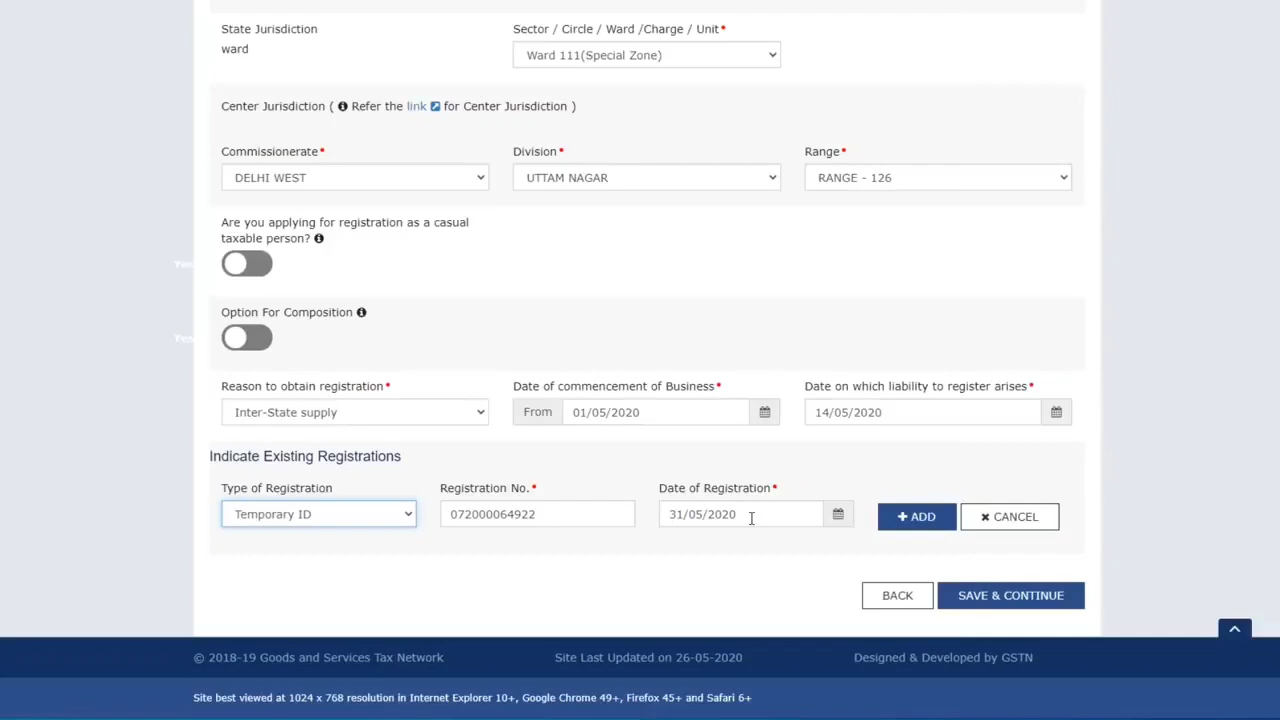 State Jurisdiction
ward
Sector / Circle / Ward /Charge / Unit*
Ward 111(Special Zone)
Center Jurisdiction ( Refer the link for Center Jurisdiction )
Commissionerate*
Division*
Range*
DELHI WEST
UTTAM NAGAR
RANGE - 126
Are you applying for registration as a casual
taxable person?
Yes
Option For Composition
Yes
Reason to obtain registration*
Date of commencement of Business*
Date on which liability to register arises*
Inter-State supply
From 01/05/2020
14/05/2020
Indicate Existing Registrations
Type of Registration
Registration No.*
Date of Registration*
Temporary ID
072000064922
31/05/2020
+ ADD
✖ CANCEL
BACK
SAVE & CONTINUE
© 2018-19 Goods and Services Tax Network
Site Last Updated on 26-05-2020
Designed & Developed by GSTN
Site best viewed at 1024 x 768 resolution in Internet Explorer 10+, Google Chrome 49+, Firefox 45+ and Safari 6+